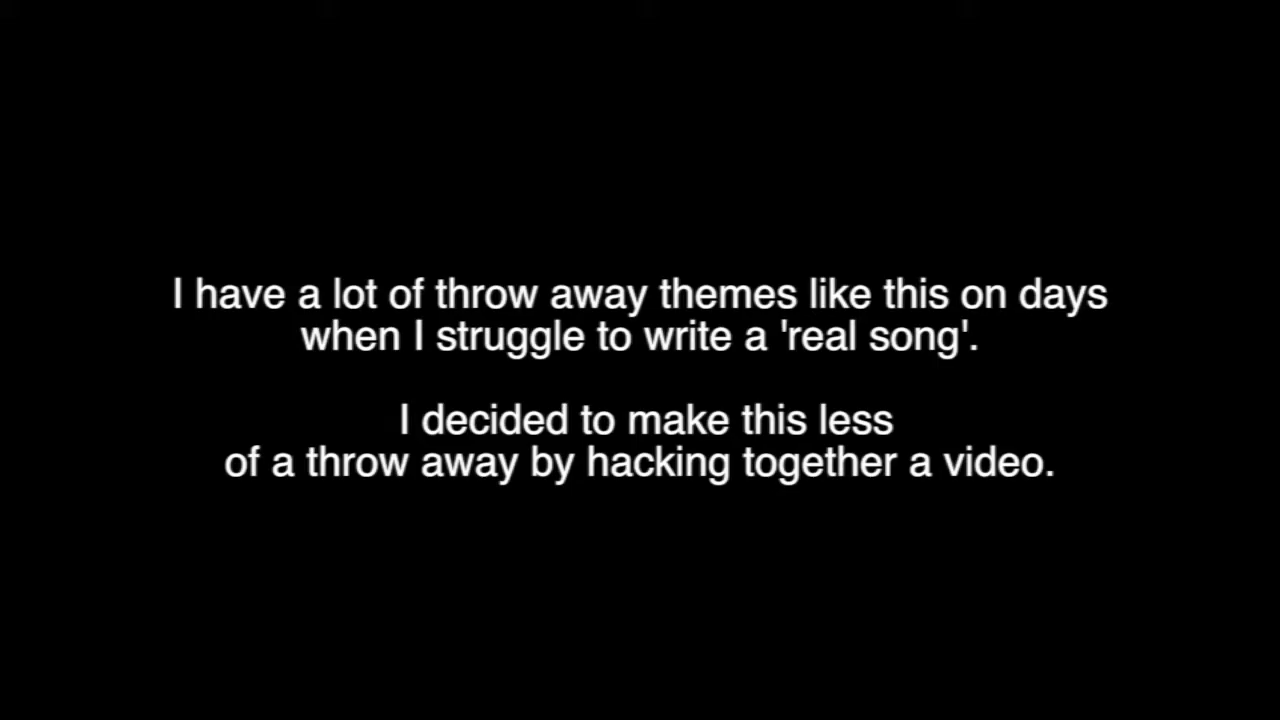 I have a lot of throw away themes like this on days
when I struggle to write a 'real song'.
I decided to make this less
of a throw away by hacking together a video.